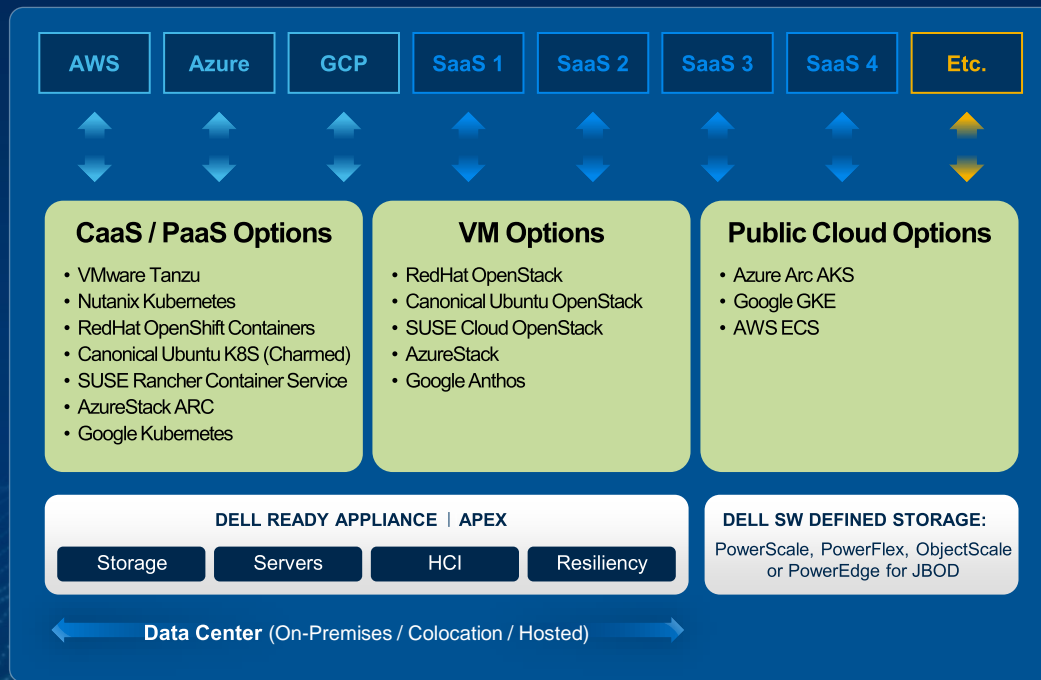 AWS
Azure
GCP
SaaS 1
SaaS 2
SaaS 3
SaaS 4
Etc.
CaaS / PaaS Options
• VMware Tanzu
• Nutanix Kubernetes
• RedHat OpenShift Containers
• Canonical Ubuntu K8S (Charmed)
• SUSE Rancher Container Service
• AzureStack ARC
• Google Kubernetes
VM Options
• RedHat OpenStack
• Canonical Ubuntu OpenStack
• SUSE Cloud OpenStack
• AzureStack
• Google Anthos
Public Cloud Options
• Azure Arc AKS
• Google GKE
• AWS ECS
DELL READY APPLIANCE | APEX
Storage
Servers
HCI
Resiliency
DELL SW DEFINED STORAGE:
PowerScale, PowerFlex, ObjectScale
or PowerEdge for JBOD
Data Center (On-Premises / Colocation / Hosted)